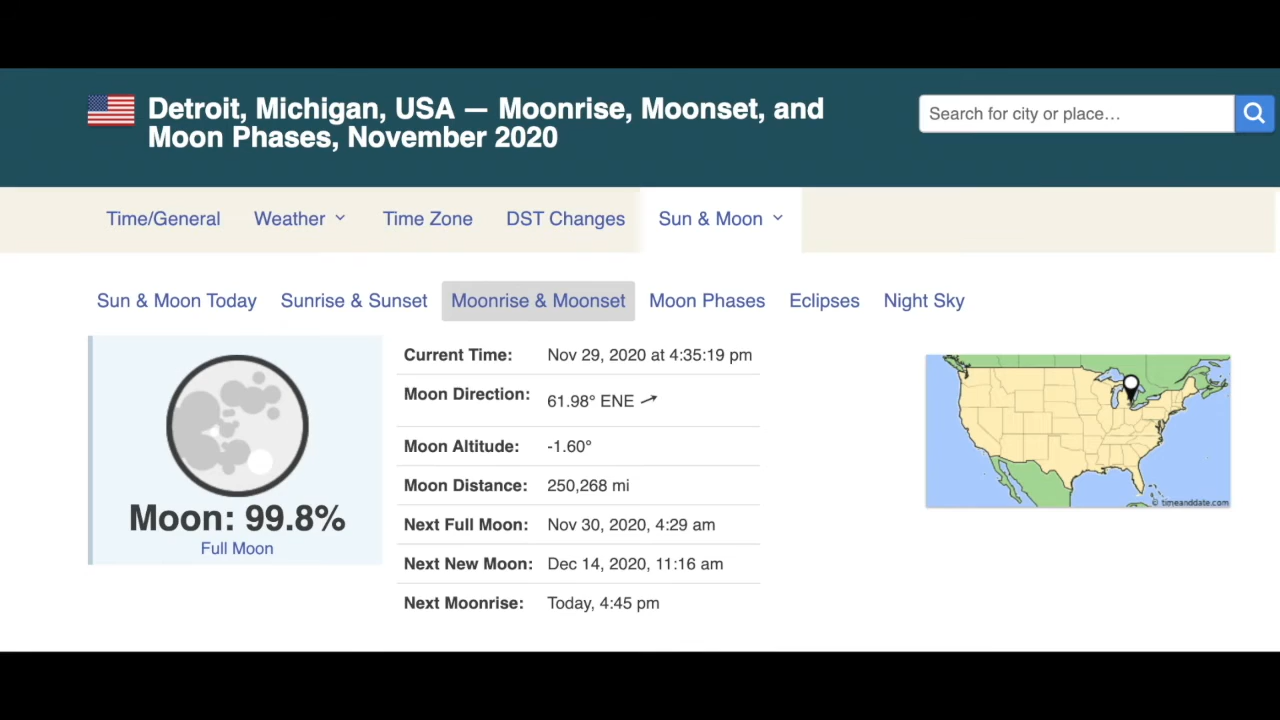 Detroit, Michigan, USA — Moonrise, Moonset, and
Moon Phases, November 2020
Search for city or place...
Time/General Weather Time Zone DST Changes Sun & Moon
Sun & Moon Today Sunrise & Sunset Moonrise & Moonset Moon Phases Eclipses Night Sky
Moon: 99.8%
Full Moon
Current Time: Nov 29, 2020 at 4:35:19 pm
Moon Direction: 61.98° ENE ↗
Moon Altitude: -1.60°
Moon Distance: 250,268 mi
Next Full Moon: Nov 30, 2020, 4:29 am
Next New Moon: Dec 14, 2020, 11:16 am
Next Moonrise: Today, 4:45 pm
© timeanddate.com